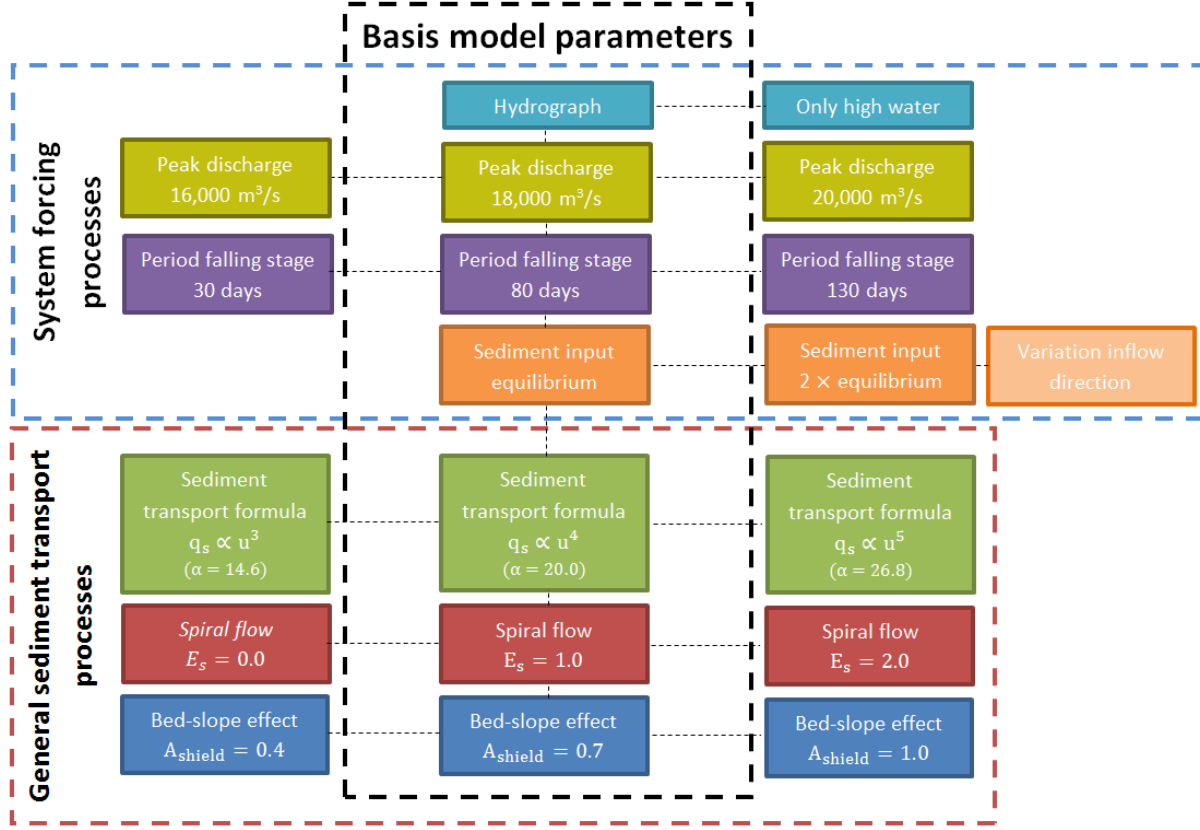 Basis model parameters
System forcing
processes
Hydrograph
Only high water
Peak discharge
16,000 m³/s
Peak discharge
18,000 m³/s
Peak discharge
20,000 m³/s
Period falling stage
30 days
Period falling stage
80 days
Period falling stage
130 days
Sediment input
equilibrium
Sediment input
2 × equilibrium
Variation inflow
direction
General sediment transport
processes
Sediment
transport formula
qₛ ∝ u³
(α = 14.6)
Sediment
transport formula
qₛ ∝ u⁴
(α = 20.0)
Sediment
transport formula
qₛ ∝ u⁵
(α = 26.8)
Spiral flow
Eₛ = 0.0
Spiral flow
Eₛ = 1.0
Spiral flow
Eₛ = 2.0
Bed-slope effect
A_shield = 0.4
Bed-slope effect
A_shield = 0.7
Bed-slope effect
A_shield = 1.0